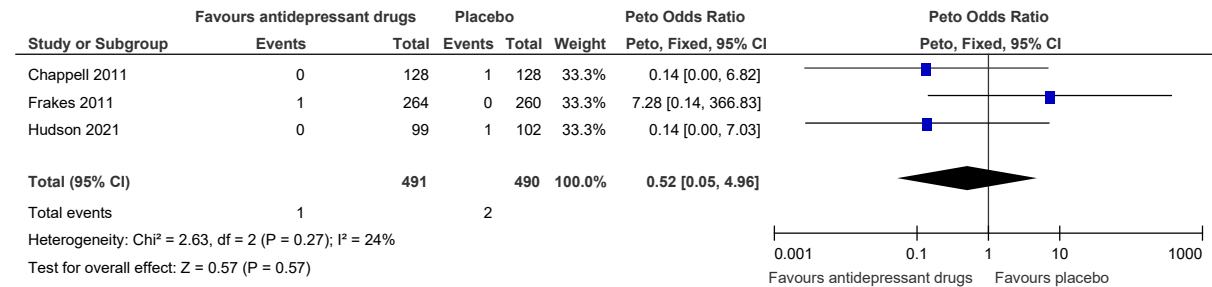 Favours antidepressant drugs Placebo Peto Odds Ratio Peto Odds Ratio
Study or Subgroup Events Total Events Total Weight Peto, Fixed, 95% CI Peto, Fixed, 95% CI
Chappell 2011 0 128 1 128 33.3% 0.14 [0.00, 6.82]
Frakes 2011 1 264 0 260 33.3% 7.28 [0.14, 366.83]
Hudson 2021 0 99 1 102 33.3% 0.14 [0.00, 7.03]
Total (95% CI) 491 490 100.0% 0.52 [0.05, 4.96]
Total events 1 2
Heterogeneity: Chi² = 2.63, df = 2 (P = 0.27); I² = 24%
Test for overall effect: Z = 0.57 (P = 0.57)
0.001 0.1 1 10 1000
Favours antidepressant drugs Favours placebo